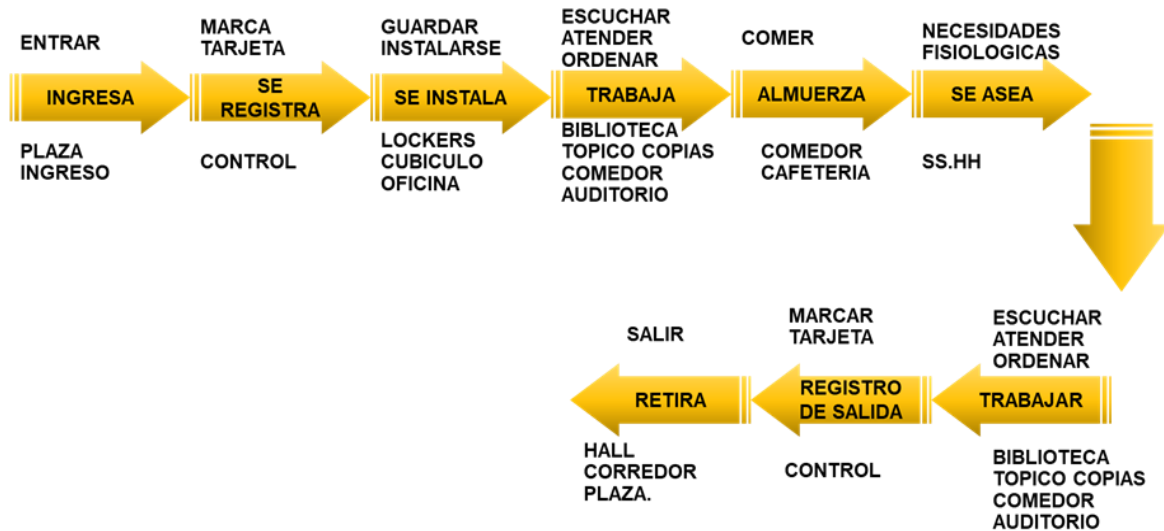 ENTRAR
INGRESA
PLAZA
INGRESO
MARCA
TARJETA
SE
REGISTRA
CONTROL
GUARDAR
INSTALARSE
SE INSTALA
LOCKERS
CUBICULO
OFICINA
ESCUCHAR
ATENDER
ORDENAR
TRABAJA
BIBLIOTECA
TOPICO COPIAS
COMEDOR
AUDITORIO
COMER
ALMUERZA
COMEDOR
CAFETERIA
NECESIDADES
FISIOLOGICAS
SE ASEA
SS.HH
ESCUCHAR
ATENDER
ORDENAR
TRABAJAR
BIBLIOTECA
TOPICO COPIAS
COMEDOR
AUDITORIO
MARCAR
TARJETA
REGISTRO
DE SALIDA
CONTROL
SALIR
RETIRA
HALL
CORREDOR
PLAZA.